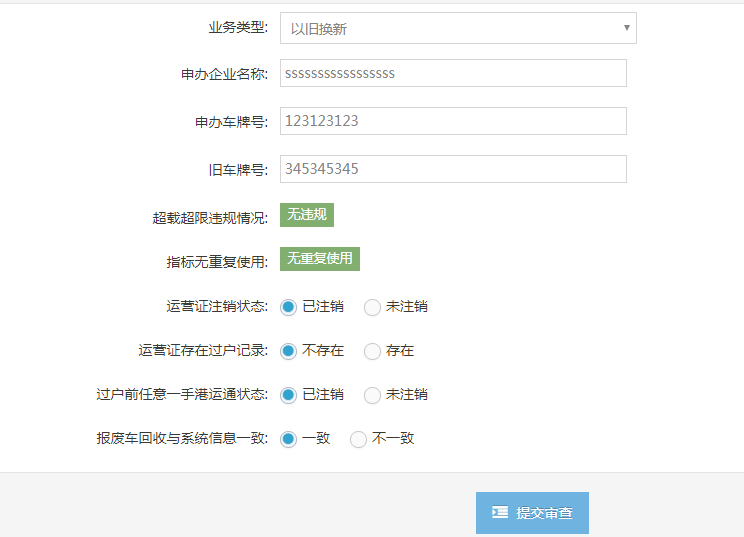 业务类型: 以旧换新
申办企业名称: sssssssssssssssss
申办车牌号: 123123123
旧车牌号: 345345345
超载超限违规情况: 无违规
指标无重复使用: 无重复使用
运营证注销状态: 已注销 未注销
运营证存在过户记录: 不存在 存在
过户前任意一手港运通状态: 已注销 未注销
报废车回收与系统信息一致: 一致 不一致
提交审查